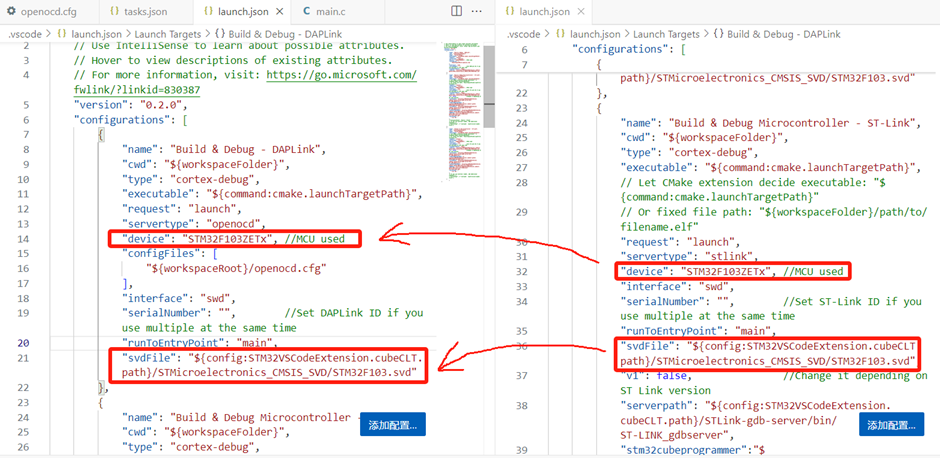 openocd.cfg
tasks.json
launch.json
main.c
.vscode > launch.json > Launch Targets > {} Build & Debug - DAPLink
2 // Use IntelliSense to learn about possible attributes.
3 // Hover to view descriptions of existing attributes.
4 // For more information, visit: https://go.microsoft.com/
fwlink/?linkid=830387
5 "version": "0.2.0",
6 "configurations": [
7 {
8 "name": "Build & Debug - DAPLink",
9 "cwd": "${workspaceFolder}",
10 "type": "cortex-debug",
11 "executable": "${command:cmake.launchTargetPath}",
12 "request": "launch",
13 "servertype": "openocd",
14 "device": "STM32F103ZETx", //MCU used
15 "configFiles": [
16 "${workspaceRoot}/openocd.cfg"
17 ],
18 "interface": "swd",
19 "serialNumber": "", //Set DAPLink ID if you
use multiple at the same time
20 "runToEntryPoint": "main",
21 "svdFile": "${config:STM32VSCodeExtension.cubeCLT.
path}/STMicroelectronics_CMSIS_SVD/STM32F103.svd"
22 },
23 {
24 "name": "Build & Debug Microcontroller -
25 "cwd": "${workspaceFolder}",
26 "type": "cortex-debug",
添加配置...
launch.json
.vscode > launch.json > Launch Targets > {} Build & Debug - DAPLink
6 "configurations": [
7 {
path}/STMicroelectronics_CMSIS_SVD/STM32F103.svd"
22 },
23 {
24 "name": "Build & Debug Microcontroller - ST-Link",
25 "cwd": "${workspaceFolder}",
26 "type": "cortex-debug",
27 "executable": "${command:cmake.launchTargetPath}",
28 // Let CMake extension decide executable: "$
{command:cmake.launchTargetPath}"
29 // Or fixed file path: "${workspaceFolder}/path/to/
filename.elf"
30 "request": "launch",
31 "servertype": "stlink",
32 "device": "STM32F103ZETx", //MCU used
33 "interface": "swd",
34 "serialNumber": "", //Set ST-Link ID if you
use multiple at the same time
35 "runToEntryPoint": "main",
36 "svdFile": "${config:STM32VSCodeExtension.cubeCLT
path}/STMicroelectronics_CMSIS_SVD/STM32F103.svd"
37 "v1": false, //Change it depending on
ST Link version
38 "serverpath": "${config:STM32VSCodeExtension.
cubeCLT.path}/STLink-gdb-server/bin/
ST-LINK_gdbserver",
39 "stm32cubeprogrammer":"$
添加配置...